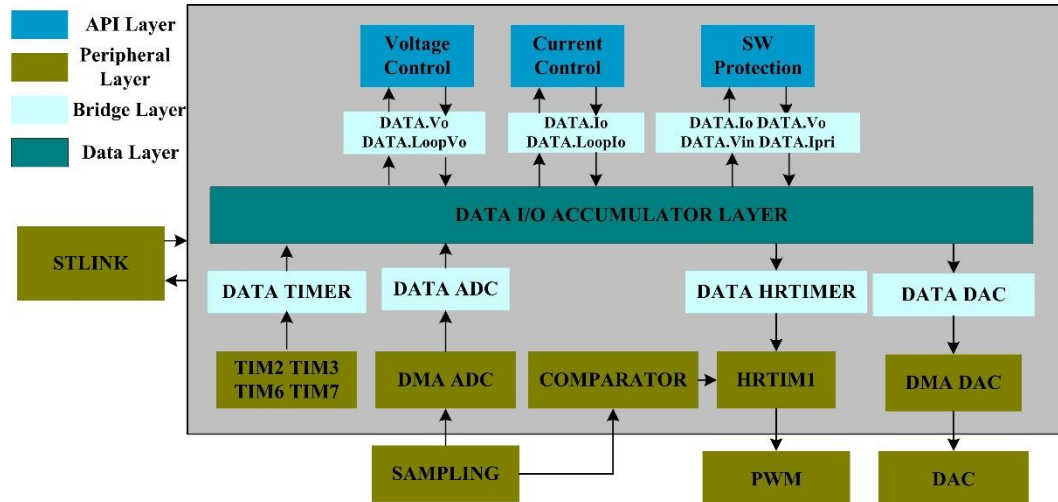 API Layer
Peripheral
Layer
Bridge Layer
Data Layer
Voltage
Control
Current
Control
SW
Protection
DATA.Vo
DATA.LoopVo
DATA.Io
DATA.LoopIo
DATA.Io DATA.Vo
DATA.Vin DATA.Ipri
DATA I/O ACCUMULATOR LAYER
STLINK
DATA TIMER
DATA ADC
DATA HRTIMER
DATA DAC
TIM2 TIM3
TIM6 TIM7
DMA ADC
COMPARATOR
HRTIM1
DMA DAC
SAMPLING
PWM
DAC